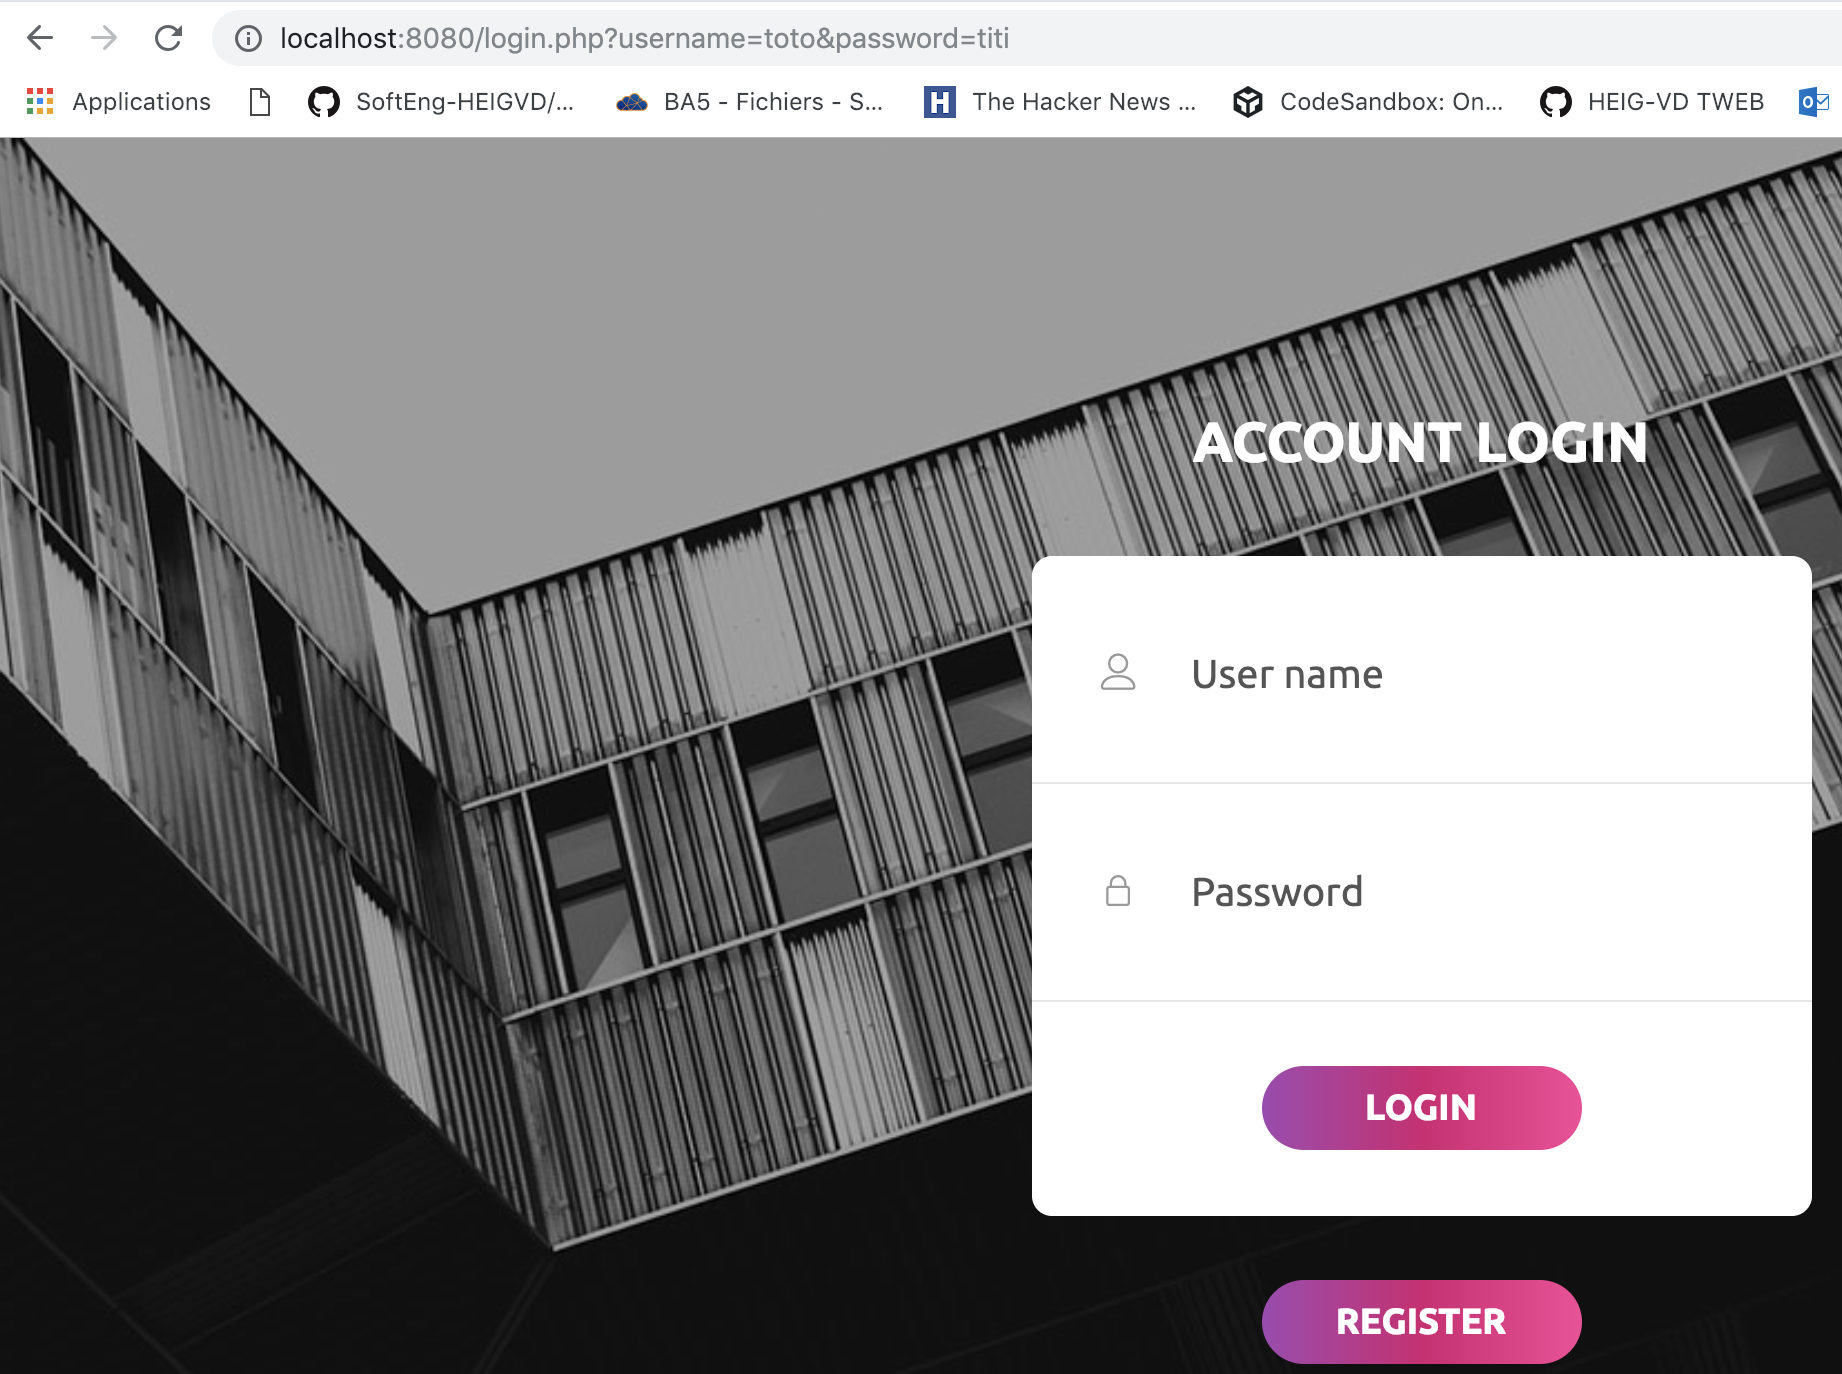 localhost:8080/login.php?username=toto&password=titi
Applications SoftEng-HEIGVD/... BA5 - Fichiers - S... The Hacker News ... CodeSandbox: On... HEIG-VD TWEB
ACCOUNT LOGIN
User name
Password
LOGIN
REGISTER